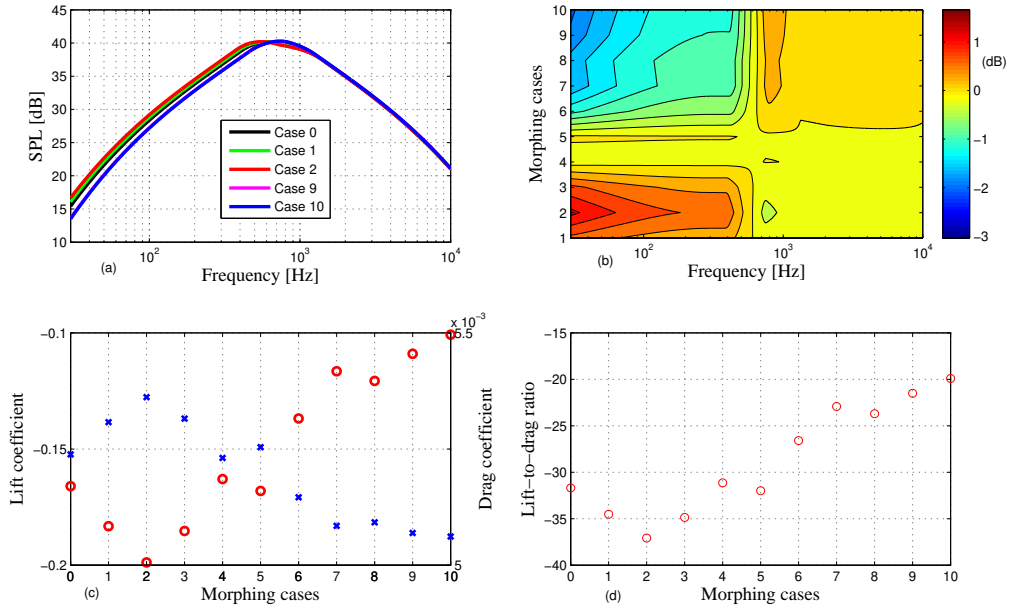 40
35
30
25
20
15
10
45
SPL [dB]
Case 0
Case 1
Case 2
Case 9
Case 10
10² 10³ 10⁴
(a) Frequency [Hz]
10
9
8
7
6
5
4
3
2
1
Morphing cases
10² 10³ 10⁴
(b) Frequency [Hz]
(dB)
1
0
−1
−2
−3
−0.1
−0.15
−0.2
Lift coefficient
x 10⁻³
5.5
5
Drag coefficient
0 1 2 3 4 5 6 7 8 9 10
(c) Morphing cases
−15
−20
−25
−30
−35
−40
Lift−to−drag ratio
0 1 2 3 4 5 6 7 8 9 10
(d) Morphing cases